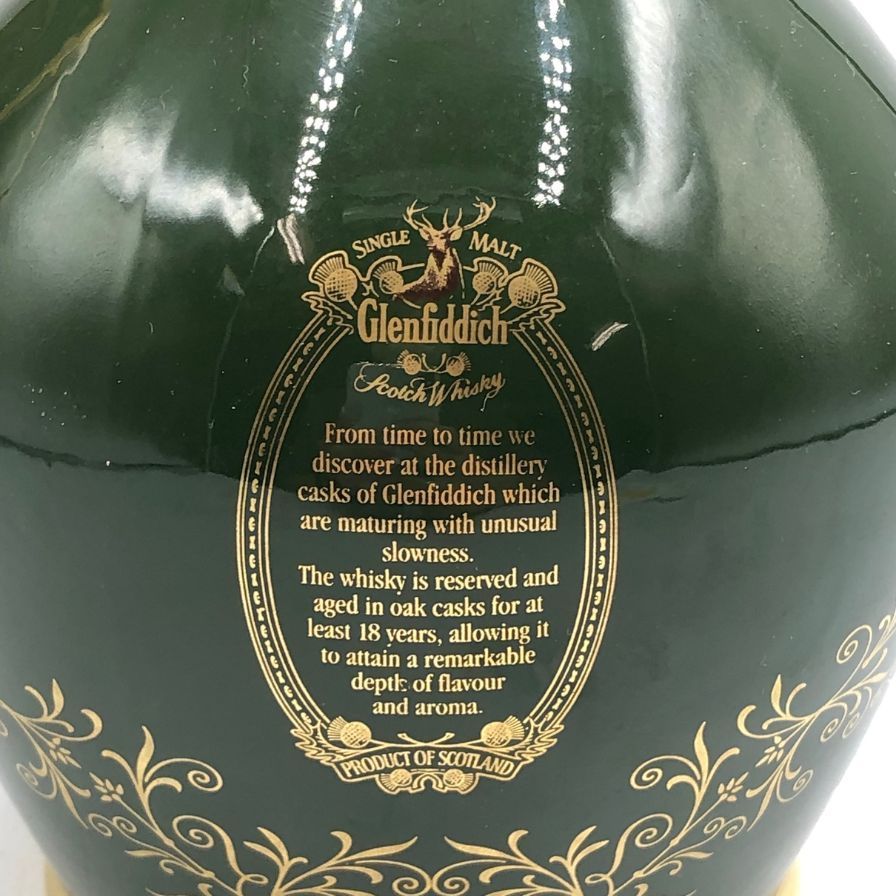 SINGLE MALT
Glenfiddich
Scotch Whisky
From time to time we
discover at the distillery
casks of Glenfiddich which
are maturing with unusual
slowness.
The whisky is reserved and
aged in oak casks for at
least 18 years, allowing it
to attain a remarkable
depth of flavour
and aroma.
PRODUCT OF SCOTLAND